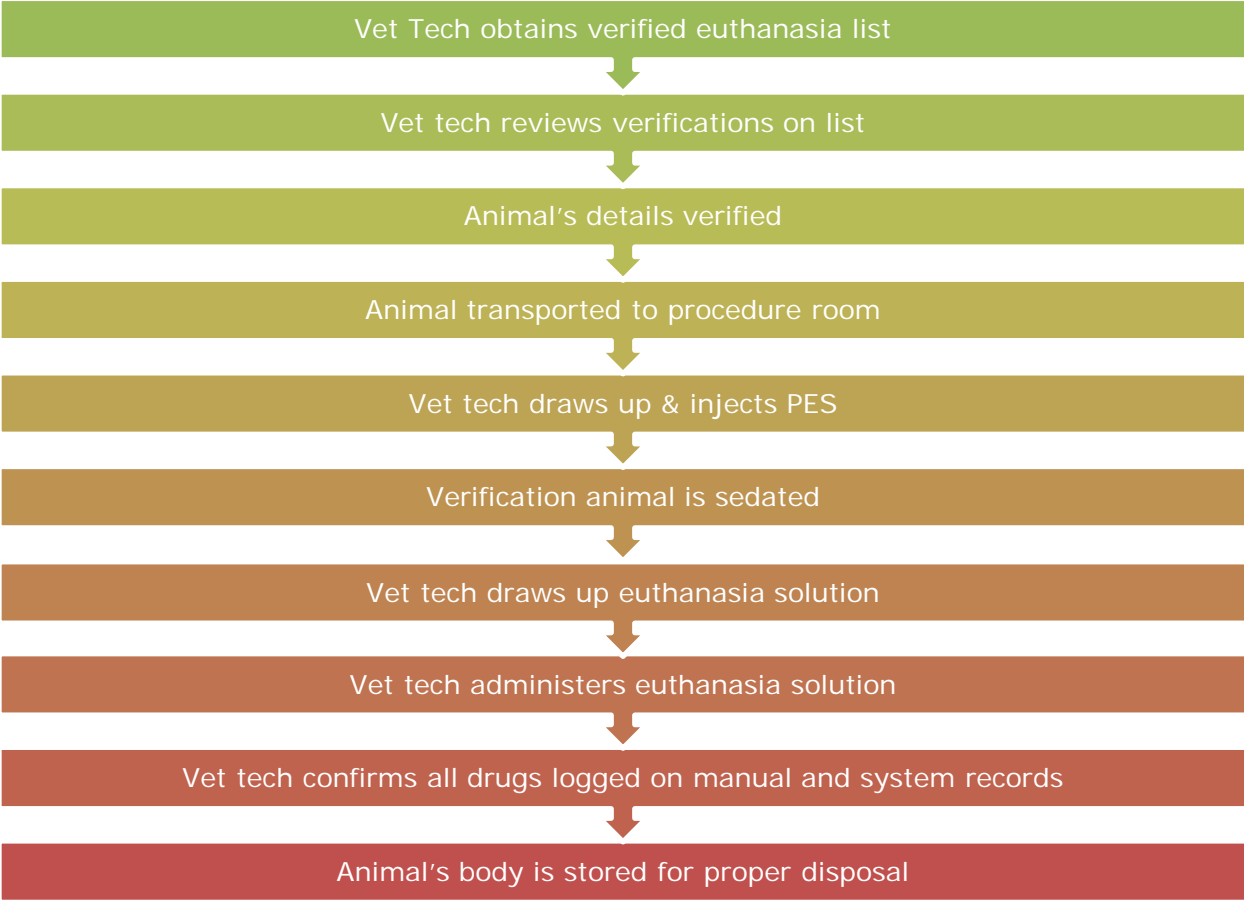 Vet Tech obtains verified euthanasia list
Vet tech reviews verifications on list
Animal's details verified
Animal transported to procedure room
Vet tech draws up & injects PES
Verification animal is sedated
Vet tech draws up euthanasia solution
Vet tech administers euthanasia solution
Vet tech confirms all drugs logged on manual and system records
Animal's body is stored for proper disposal